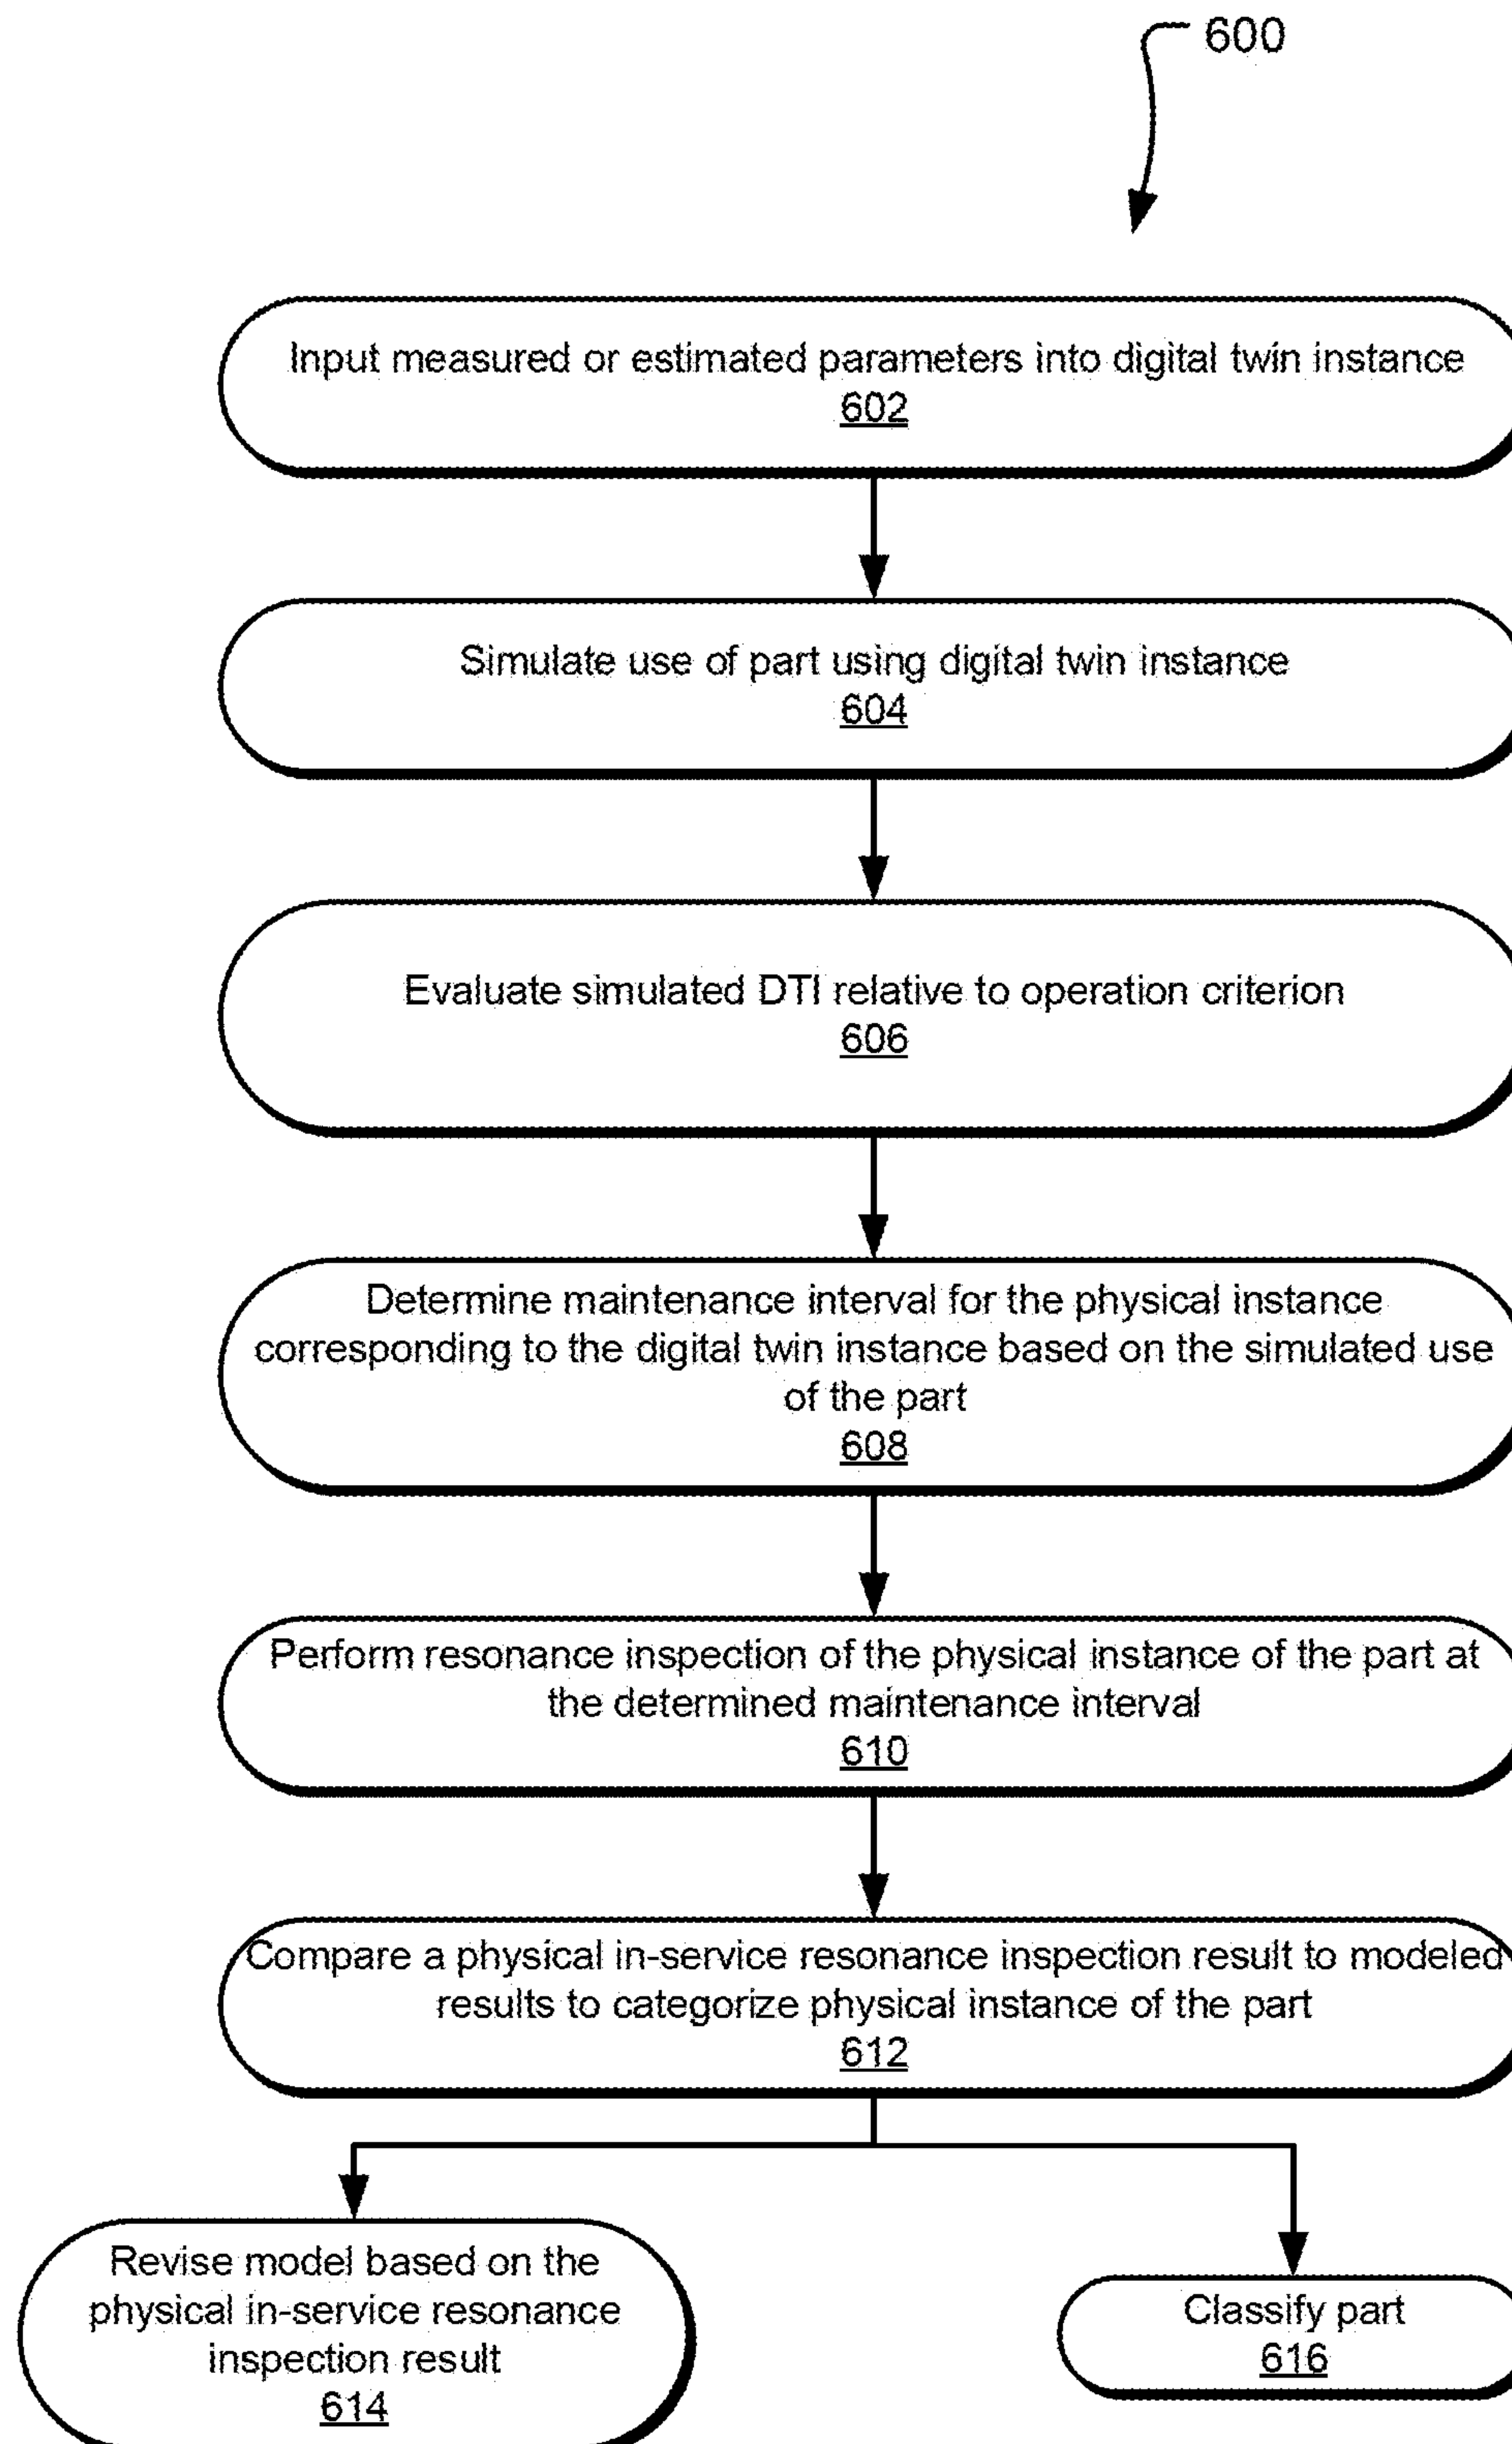 600
Input measured or estimated parameters into digital twin instance
602
Simulate use of part using digital twin instance
604
Evaluate simulated DTI relative to operation criterion
606
Determine maintenance interval for the physical instance
corresponding to the digital twin instance based on the simulated use
of the part
608
Perform resonance inspection of the physical instance of the part at
the determined maintenance interval
610
Compare a physical in-service resonance inspection result to modeled
results to categorize physical instance of the part
612
Revise model based on the
physical in-service resonance
inspection result
614
Classify part
616